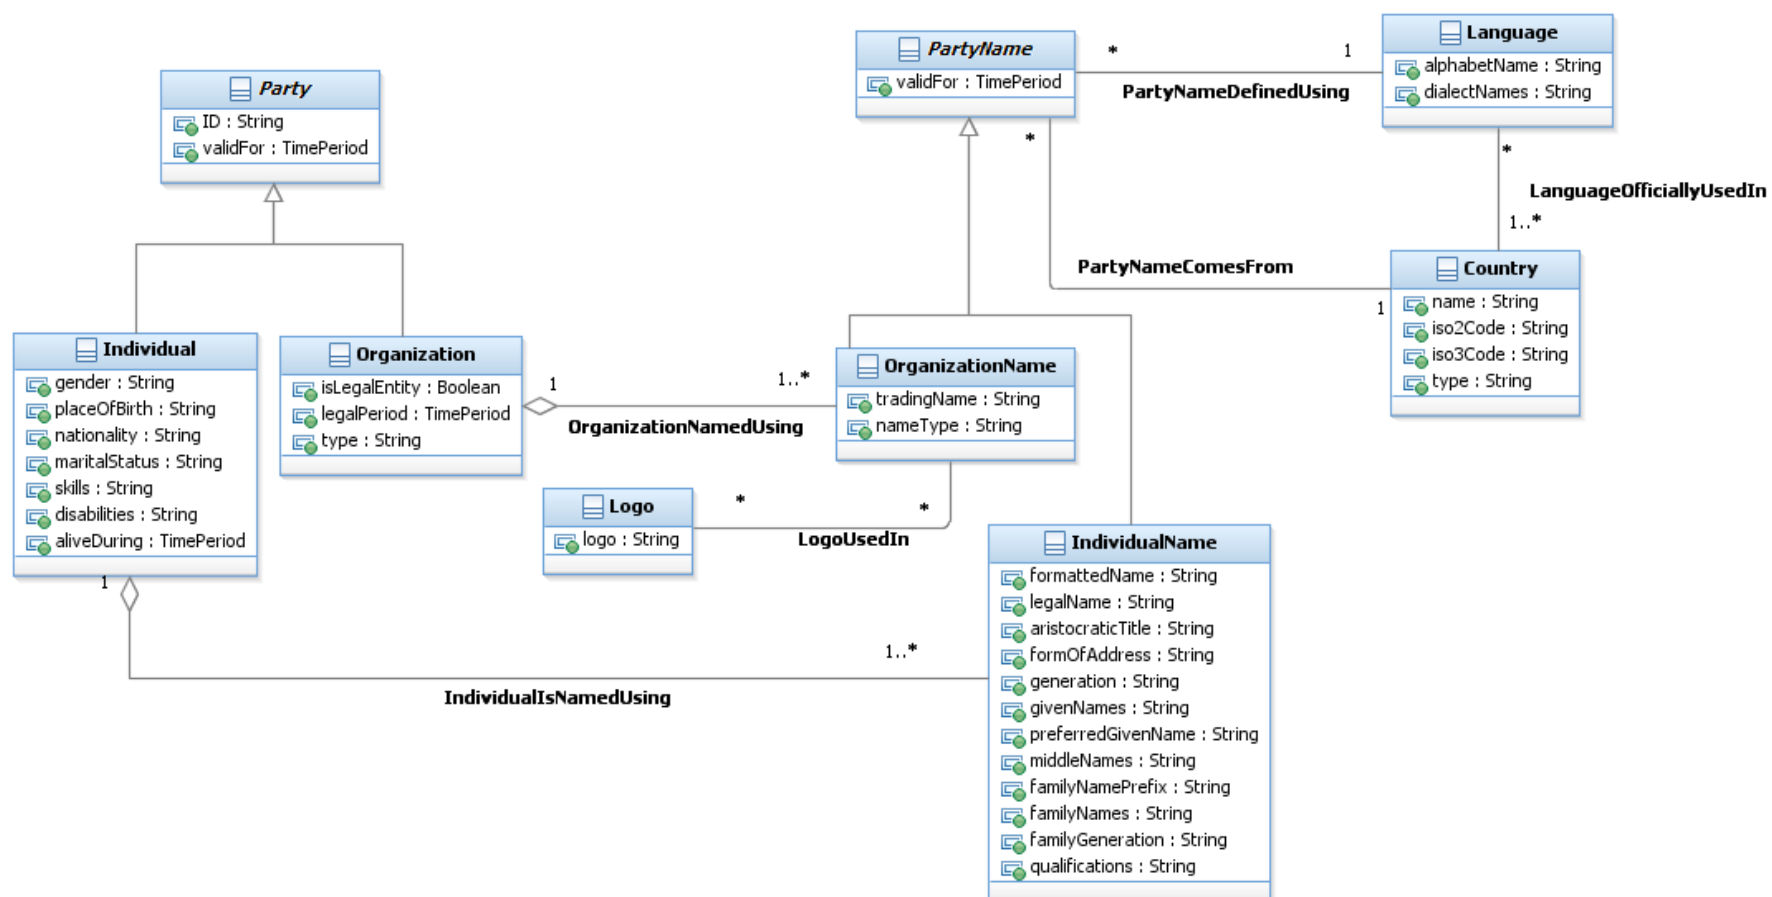 Party
ID : String
validFor : TimePeriod
PartyName
validFor : TimePeriod
* 1
PartyNameDefinedUsing
Language
alphabetName : String
dialectNames : String
*
LanguageOfficiallyUsedIn
1..*
*
PartyNameComesFrom
1
Country
name : String
iso2Code : String
iso3Code : String
type : String
Individual
gender : String
placeOfBirth : String
nationality : String
maritalStatus : String
skills : String
disabilities : String
aliveDuring : TimePeriod
1
Organization
isLegalEntity : Boolean
legalPeriod : TimePeriod
type : String
1 1..*
OrganizationNamedUsing
OrganizationName
tradingName : String
nameType : String
Logo
logo : String
* *
LogoUsedIn
1..*
IndividualIsNamedUsing
IndividualName
formattedName : String
legalName : String
aristocraticTitle : String
formOfAddress : String
generation : String
givenNames : String
preferredGivenName : String
middleNames : String
familyNamePrefix : String
familyNames : String
familyGeneration : String
qualifications : String